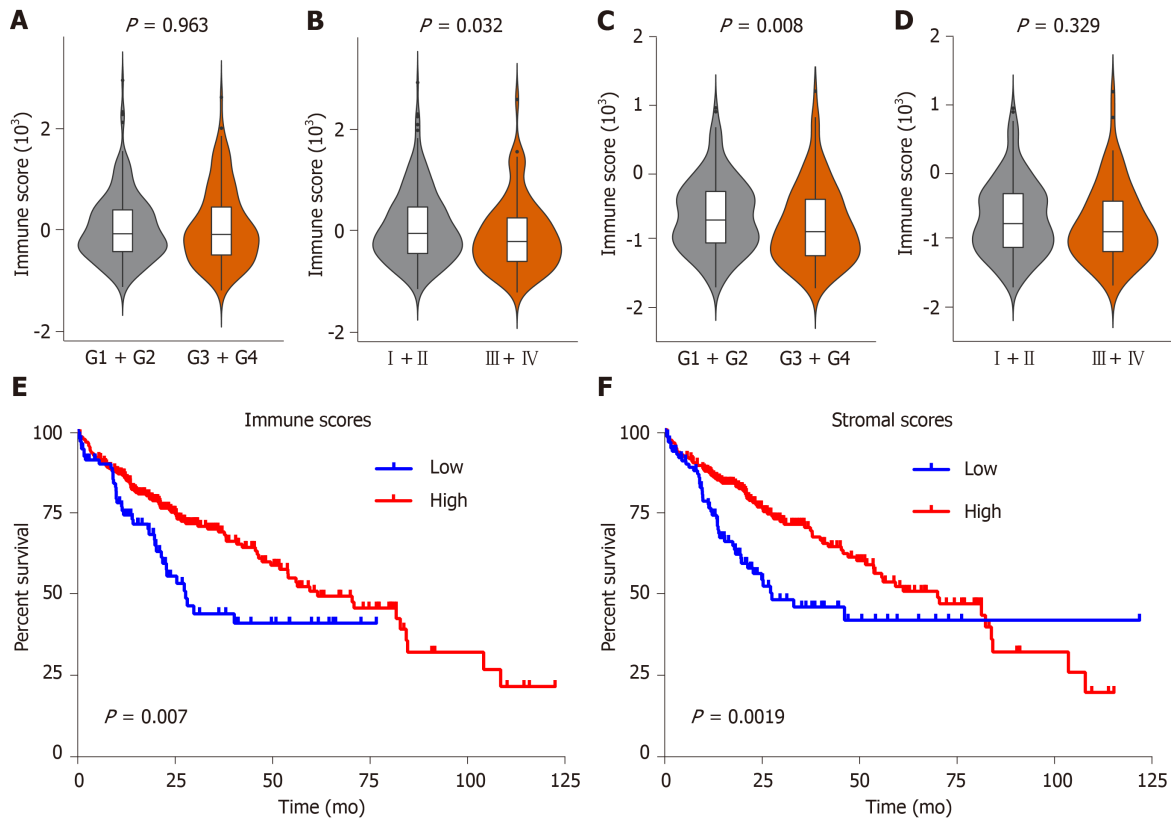 A
P = 0.963
Immune score (10³)
2
0
-2
G1 + G2
G3 + G4
B
P = 0.032
Immune score (10³)
2
0
-2
Ⅰ + Ⅱ
Ⅲ + Ⅳ
C
P = 0.008
Immune score (10³)
2
1
0
-1
-2
G1 + G2
G3 + G4
D
P = 0.329
Immune score (10³)
2
1
0
-1
-2
Ⅰ + Ⅱ
Ⅲ + Ⅳ
E
Immune scores
Percent survival
100
75
50
25
0
Low
High
P = 0.007
0
25
50
75
100
125
Time (mo)
F
Stromal scores
Percent survival
100
75
50
25
0
Low
High
P = 0.0019
0
25
50
75
100
125
Time (mo)